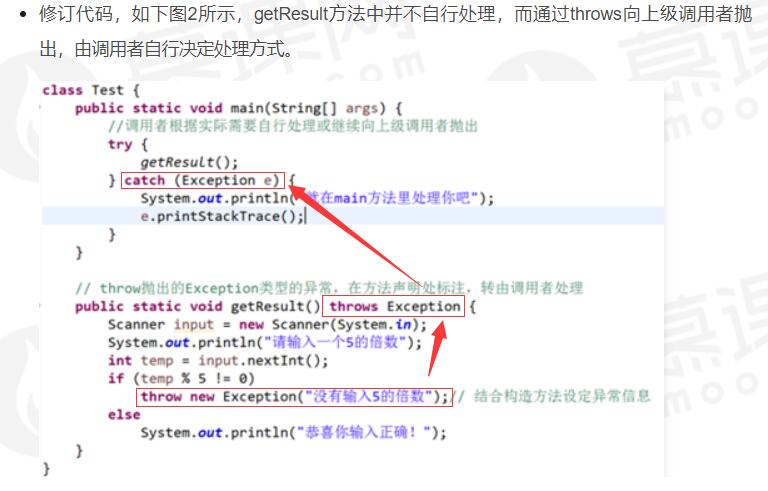 修订代码，如下图2所示，getResult方法中并不自行处理，而通过throws向上级调用者抛
出，由调用者自行决定处理方式。
class Test {
public static void main(String[] args) {
//调用者根据实际需要自行处理或继续向上级调用者抛出
try {
getResult();
} catch (Exception e) {
System.out.println("就在main方法里处理你吧");
e.printStackTrace();
}
}
// throw抛出的Exception类型的异常，在方法声明处标注，转由调用者处理
public static void getResult() throws Exception {
Scanner input = new Scanner(System.in);
System.out.println("请输入一个5的倍数");
int temp = input.nextInt();
if (temp % 5 != 0)
throw new Exception("没有输入5的倍数");// 结合构造方法设定异常信息
else
System.out.println("恭喜你输入正确！");
}
}